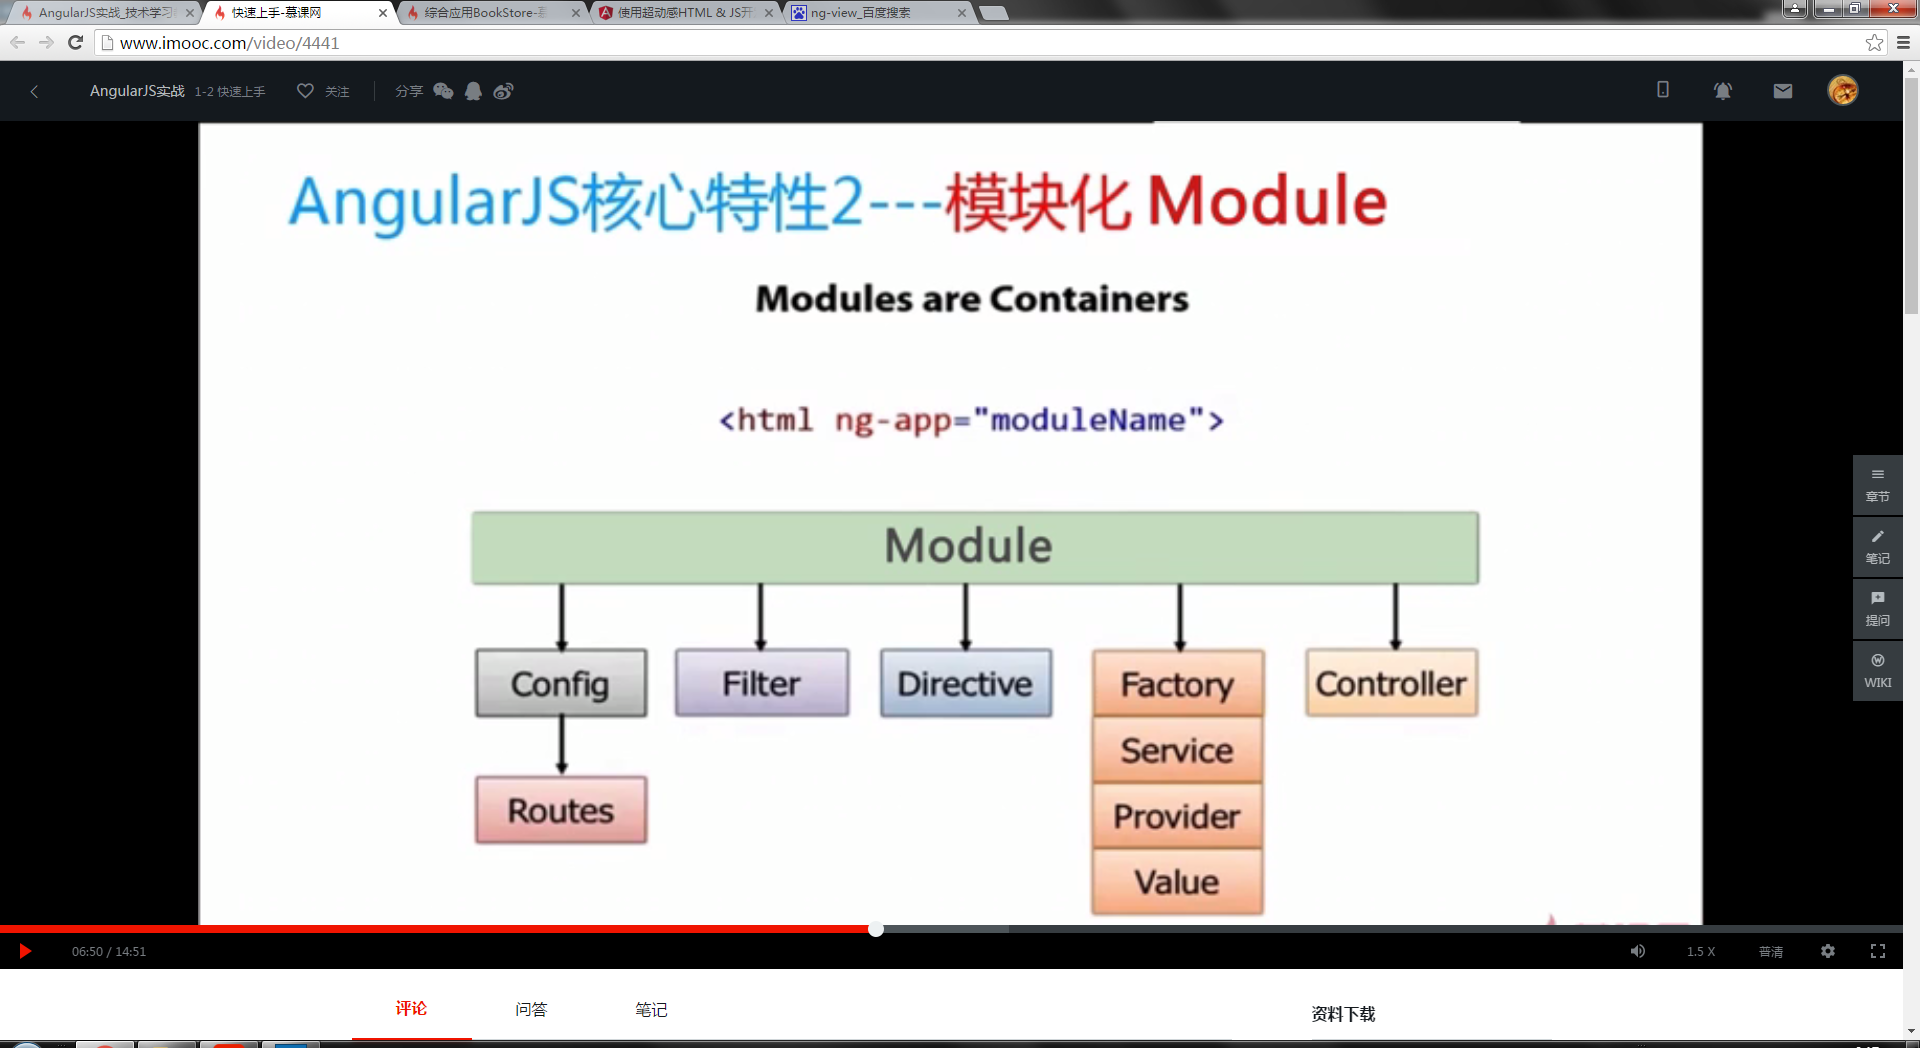 AngularJS实战_技术学习
快速上手-慕课网
综合应用BookStore-
使用超动感HTML & JS开
ng-view_百度搜索
www.imooc.com/video/4441
AngularJS实战 1-2 快速上手 关注 分享
AngularJS核心特性2---模块化 Module
Modules are Containers
<html ng-app="moduleName">
Module
Config Filter Directive Factory Controller
Service
Routes
Provider
Value
章节
笔记
提问
WIKI
06:50 / 14:51
1.5 X 普清
评论 问答 笔记
资料下载